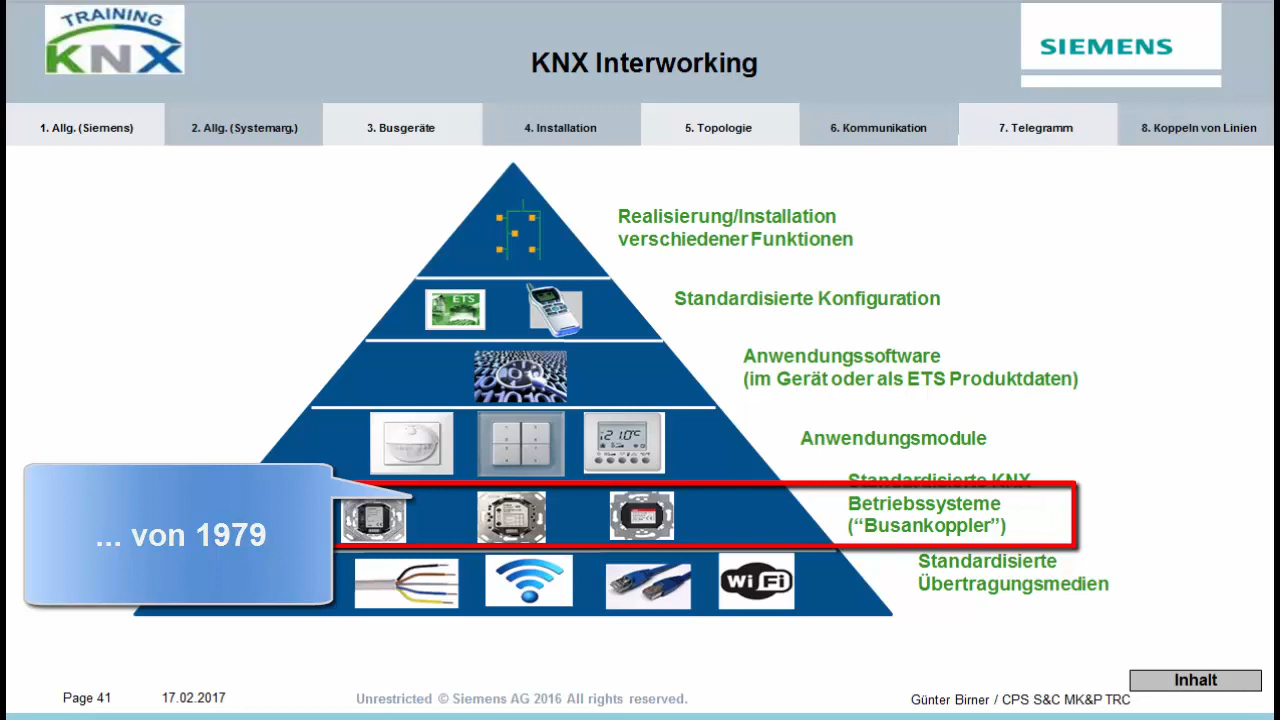 TRAINING
KNX
KNX Interworking
SIEMENS
1. Allg. (Siemens)
2. Allg. (Systemarg.)
3. Busgeräte
4. Installation
5. Topologie
6. Kommunikation
7. Telegramm
8. Koppeln von Linien
Realisierung/Installation
verschiedener Funktionen
ETS
Standardisierte Konfiguration
Anwendungssoftware
(im Gerät oder als ETS Produktdaten)
Anwendungsmodule
Standardisierte KNX
Betriebssysteme
(“Busankoppler”)
... von 1979
Standardisierte
Übertragungsmedien
WiFi
Inhalt
Page 41
17.02.2017
Unrestricted © Siemens AG 2016 All rights reserved.
Günter Birner / CPS S&C MK&P TRC